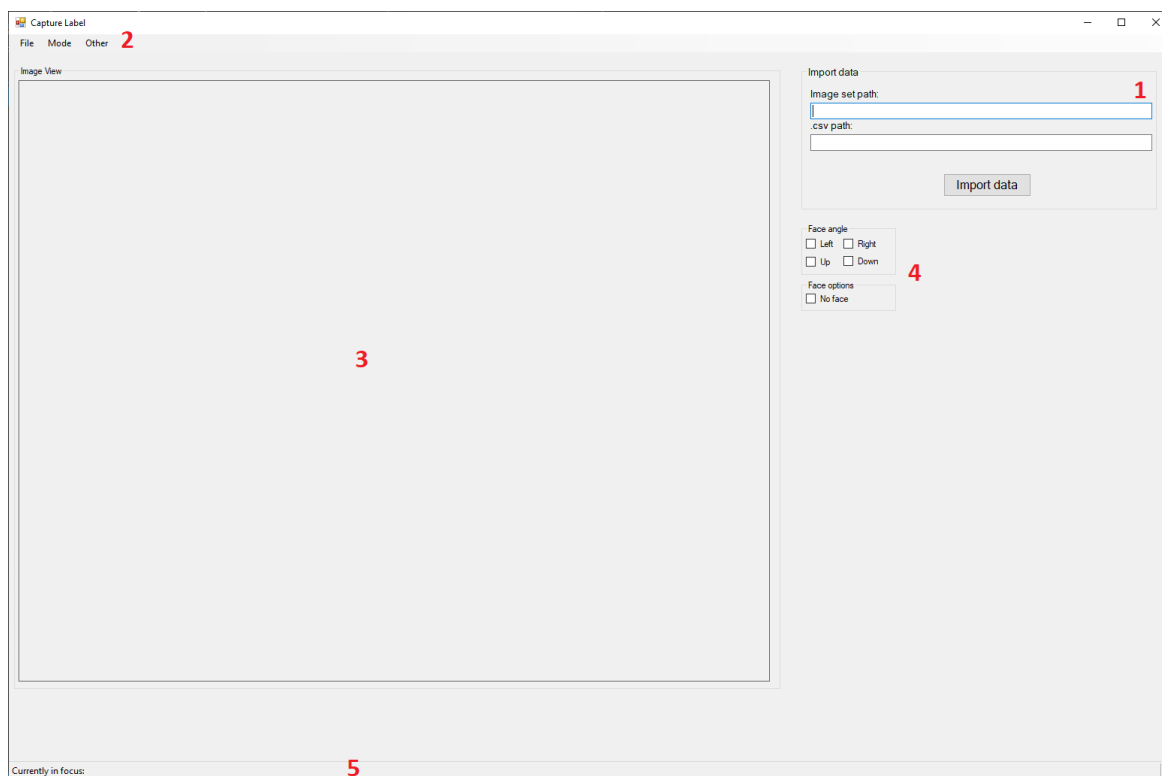 Capture Label
File Mode Other 2
Image View
Import data
Image set path: 1
.csv path:
Import data
Face angle
Left Right
Up Down
4
Face options
No face
3
Currently in focus: 5